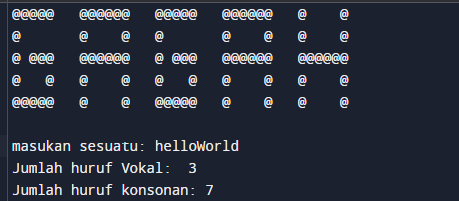 @@@@@   @@@@@@   @@@@@   @@@@@@   @    @
@       @    @   @       @    @   @    @
@ @@@   @@@@@@   @ @@@   @@@@@@   @@@@@@
@   @   @    @   @   @   @    @   @    @
@@@@@   @    @   @@@@@   @    @   @    @
masukan sesuatu: helloWorld
Jumlah huruf Vokal:  3
Jumlah huruf konsonan: 7